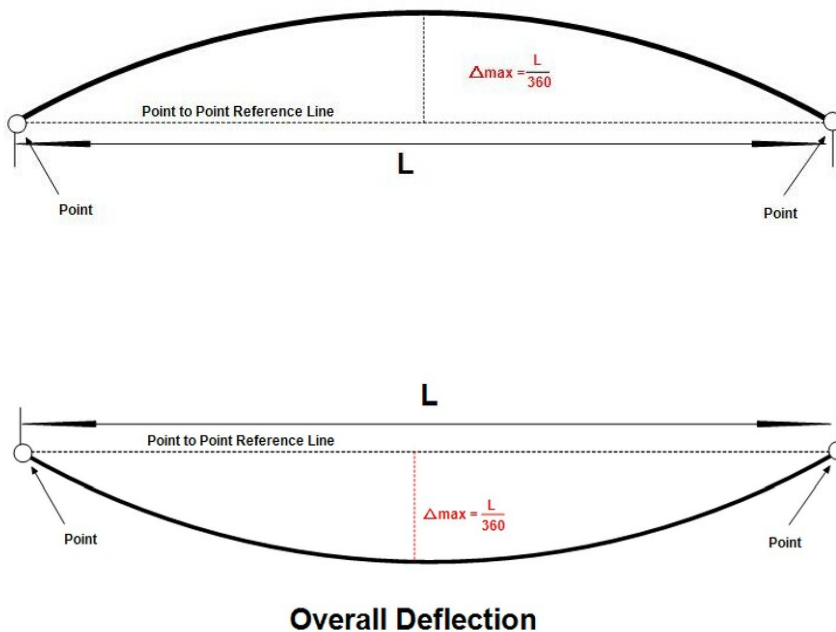 Δmax = L
360
Point to Point Reference Line
L
Point
Point
L
Point to Point Reference Line
Δmax = L
360
Point
Point
Overall Deflection